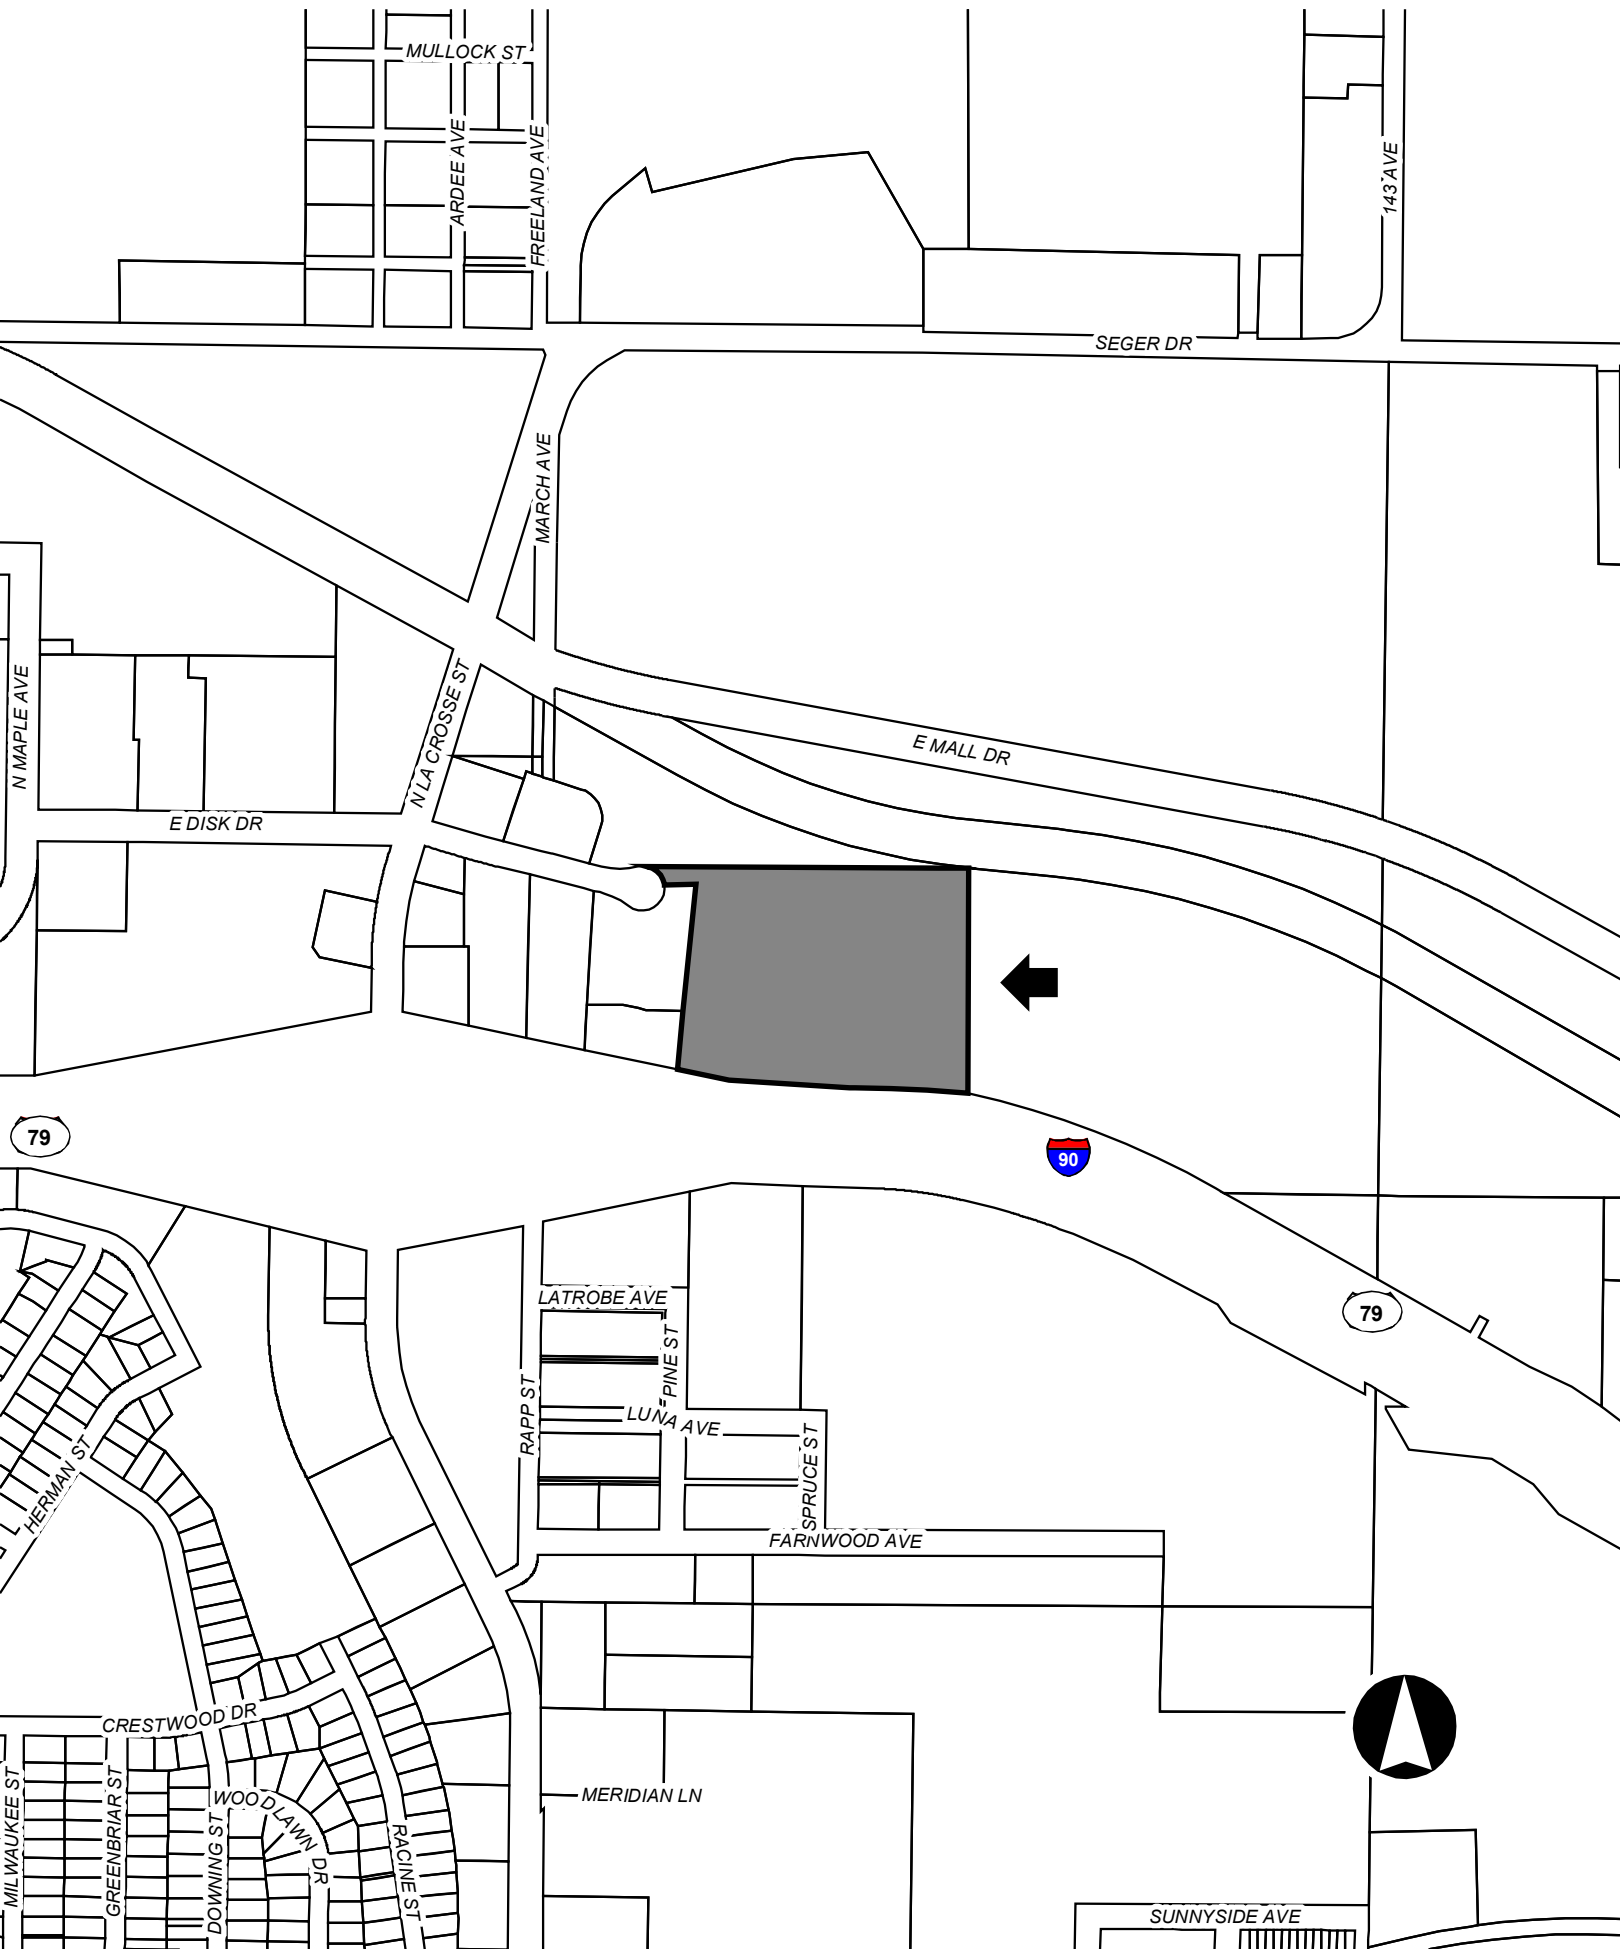 MULLOCK ST
ARDEE AVE
FREELAND AVE
143 AVE
SEGER DR
MARCH AVE
N MAPLE AVE
N LA CROSSE ST
E MALL DR
E DISK DR
79
90
79
LATROBE AVE
PINE ST
RAPP ST
LUNA AVE
SPRUCE ST
HERMAN ST
FARNWOOD AVE
CRESTWOOD DR
MILWAUKEE ST
GREENBRIAR ST
DOWNING ST
WOODLAWN DR
RACINE ST
MERIDIAN LN
SUNNYSIDE AVE